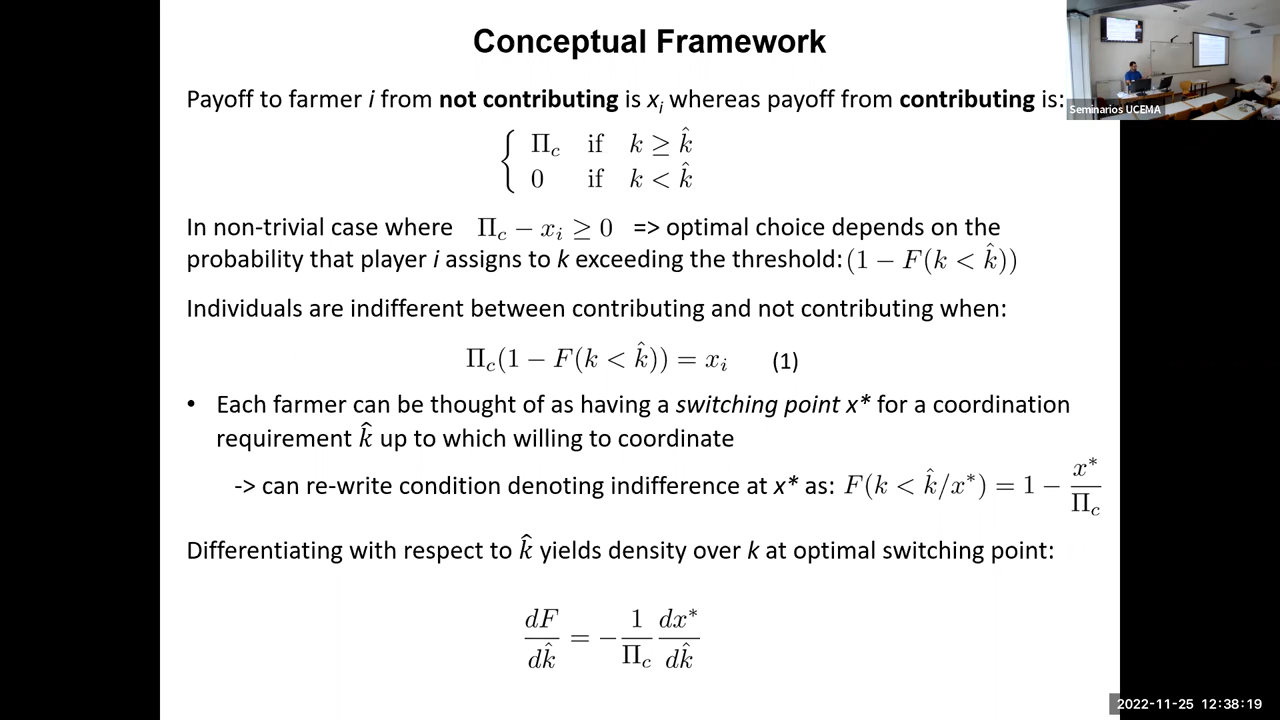 Conceptual Framework
Payoff to farmer i from not contributing is xᵢ whereas payoff from contributing is:
Π_c if k ≥ k̂
0 if k < k̂
In non-trivial case where Π_c − xᵢ ≥ 0 => optimal choice depends on the
probability that player i assigns to k exceeding the threshold: (1 − F(k < k̂))
Individuals are indifferent between contributing and not contributing when:
Π_c(1 − F(k < k̂)) = xᵢ (1)
• Each farmer can be thought of as having a switching point x* for a coordination
requirement k̂ up to which willing to coordinate
-> can re-write condition denoting indifference at x* as: F(k < k̂/x*) = 1 − x*/Π_c
Differentiating with respect to k̂ yields density over k at optimal switching point:
dF/dk̂ = −1/Π_c dx*/dk̂
Seminarios UCEMA
2022-11-25 12:38:19